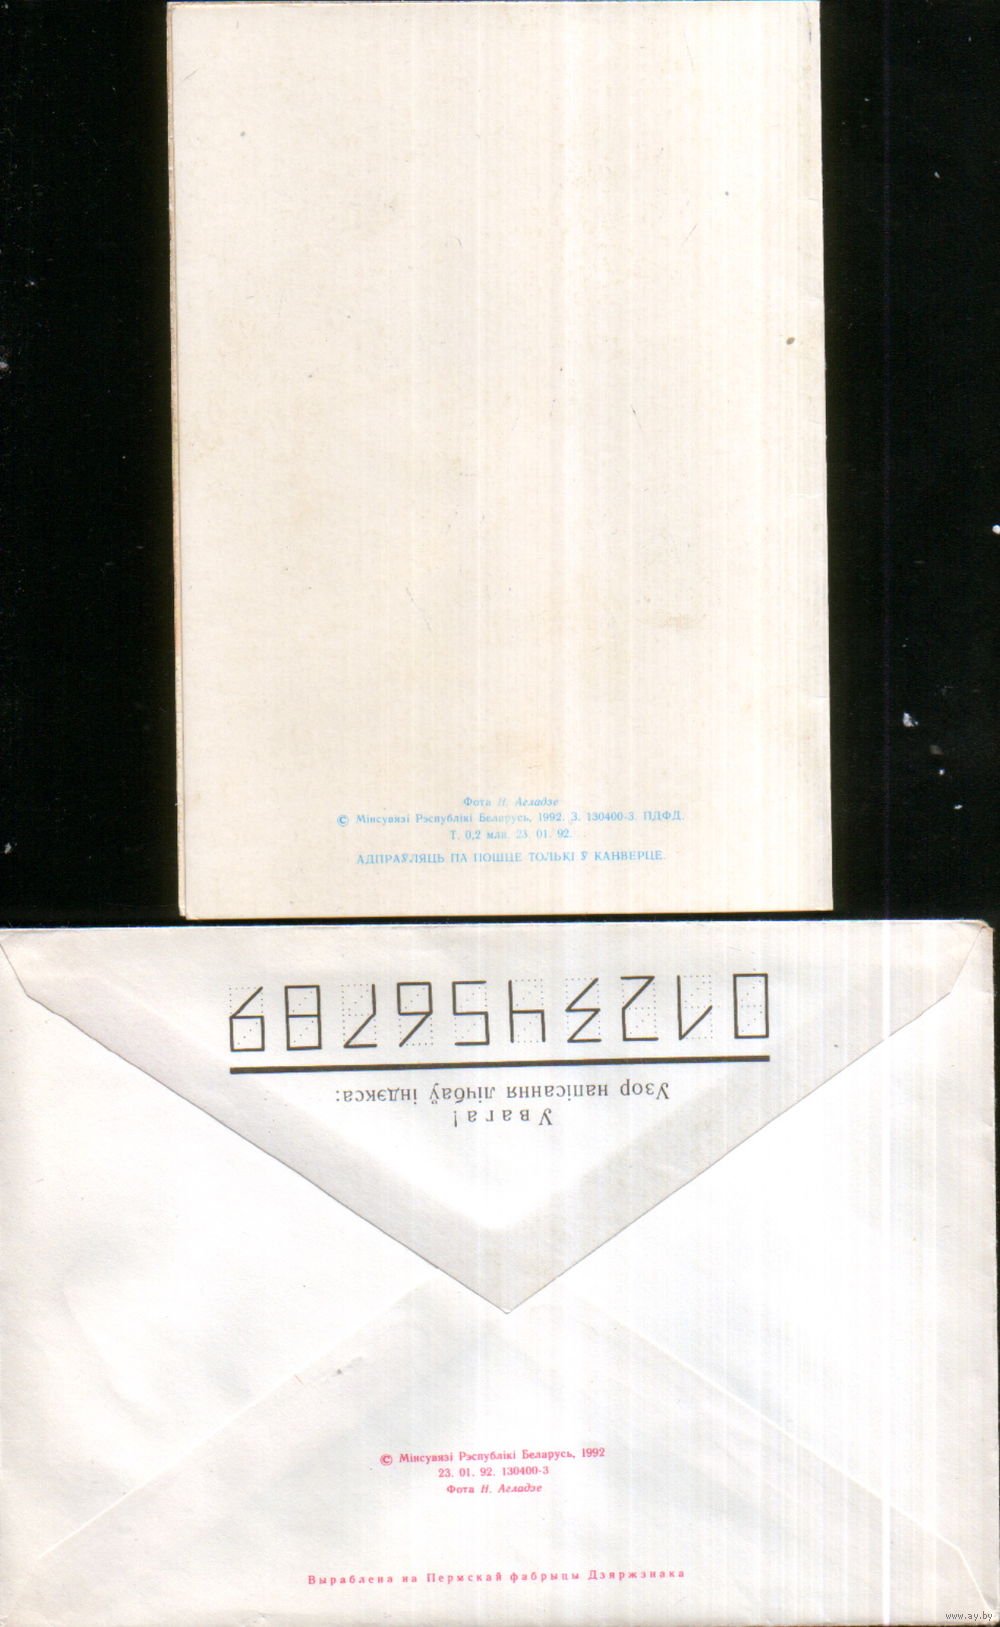 Фота Н. Агладзе
© Мінсувязі Рэспублікі Беларусь, 1992. З. 130400-3. ПДФД.
Т. 0,2 млн. 23. 01. 92.
АДПРАЎЛЯЦЬ ПА ПОШЦЕ ТОЛЬКІ Ў КАНВЕРЦЕ.
Увага!
Узор напісання лічбаў індэкса:
0123456789
© Мінсувязі Рэспублікі Беларусь, 1992
23. 01. 92. 130400-3
Фота Н. Агладзе
Выраблена на Пермскай фабрыцы Дзяржзнака
www.ay.by